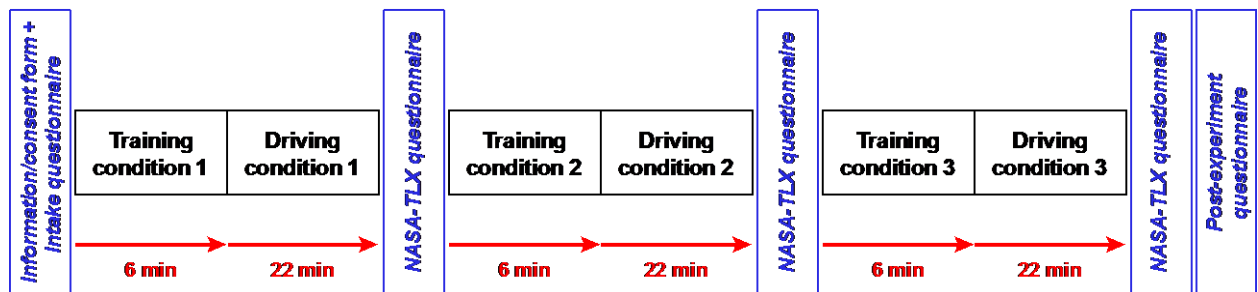 Information/consent form +
Intake questionnaire
Training
condition 1
Driving
condition 1
6 min
22 min
NASA-TLX questionnaire
Training
condition 2
Driving
condition 2
6 min
22 min
NASA-TLX questionnaire
Training
condition 3
Driving
condition 3
6 min
22 min
NASA-TLX questionnaire
Post-experiment
questionnaire